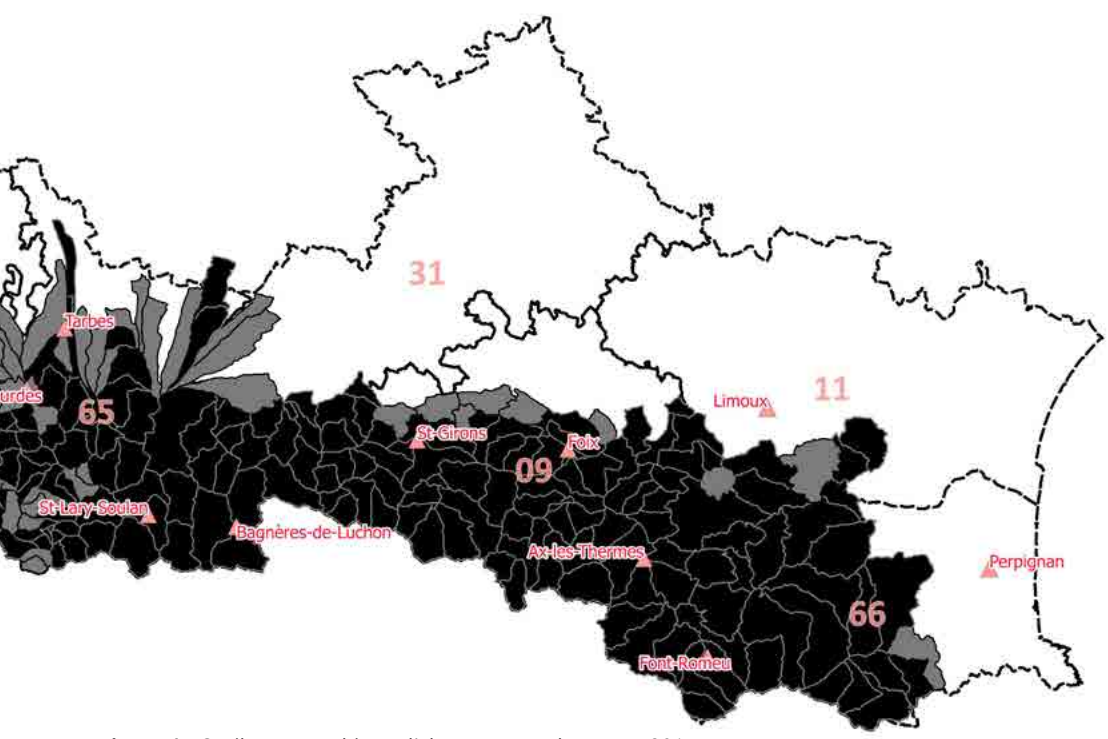 31
Tarbes
urdes
65
Limoux
11
St-Girons
Foix
09
St-Lary-Soulan
Bagnères-de-Luchon
Ax-les-Thermes
Perpignan
66
Font-Romeu